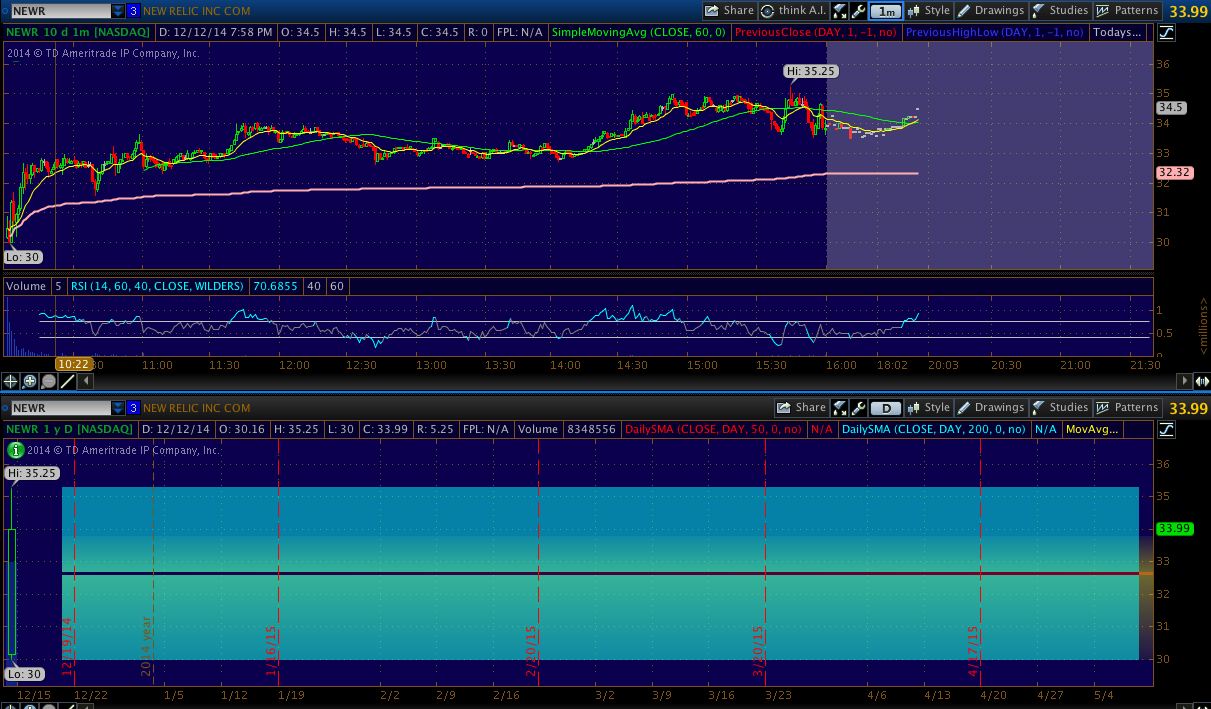 NEWR 3 NEW RELIC INC COM Share think A.I. 1m Style Drawings Studies Patterns 33.99
NEWR 10 d 1m [NASDAQ] D: 12/12/14 7:58 PM O: 34.5 H: 34.5 L: 34.5 C: 34.5 R: 0 FPL: N/A SimpleMovingAvg (CLOSE, 60, 0) PreviousClose (DAY, 1, -1, no) PreviousHighLow (DAY, 1, -1, no) Todays...
2014 © TD Ameritrade IP Company, Inc.
36
Hi: 35.25
35
34.5
34
33
32.32
32
31
30
Lo: 30
Volume 5 RSI (14, 60, 40, CLOSE, WILDERS) 70.6855 40 60
1
0.5
0
<millions>
10:22 :30 11:00 11:30 12:00 12:30 13:00 13:30 14:00 14:30 15:00 15:30 16:00 18:02 20:03 20:30 21:00 21:30
NEWR 3 NEW RELIC INC COM Share D Style Drawings Studies Patterns 33.99
NEWR 1 y D [NASDAQ] D: 12/12/14 O: 30.16 H: 35.25 L: 30 C: 33.99 R: 5.25 FPL: N/A Volume 8348556 DailySMA (CLOSE, DAY, 50, 0, no) N/A DailySMA (CLOSE, DAY, 200, 0, no) N/A MovAvg...
2014 © TD Ameritrade IP Company, Inc.
36
Hi: 35.25
35
33.99
33
32
31
30
12/19/14 2014 year 1/16/15 2/20/15 3/20/15 4/17/15
Lo: 30
12/15 12/22 1/5 1/12 1/19 2/2 2/9 2/16 3/2 3/9 3/16 3/23 4/6 4/13 4/20 4/27 5/4